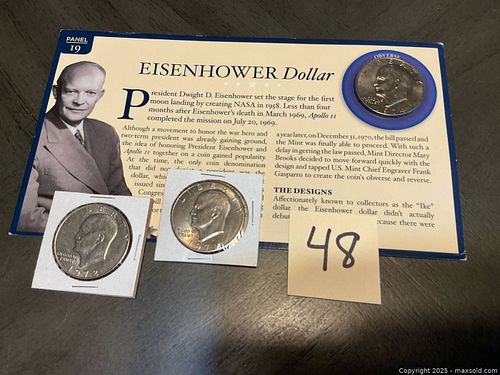 PANEL
19
EISENHOWER Dollar
OBVERSE
President Dwight D. Eisenhower set the stage for the first
moon landing by creating NASA in 1958. Less than four
months after Eisenhower's death in March 1969, Apollo 11
completed the mission on July 20, 1969.
Although a movement to honor the war hero and
two-term president was already gaining ground,
the idea of honoring President Eisenhower and
Apollo 11 together on a coin gained popularity.
At the time, the only coin denomination
that did
dollar, whi
issued sin
Congres
a year later, on December 31, 1970, the bill passed and
the Mint was finally able to proceed. With such a
delay in getting the law passed, Mint Director Mary
Brooks decided to move forward quickly with the
design and tapped U.S. Mint Chief Engraver Frank
Gasparro to create the coin's obverse and reverse.
THE DESIGNS
Affectionately known to collectors as the "Ike"
dollar, the Eisenhower dollar didn't actually
debut
cause there were
LIBERTY
1972
48
Copyright 2025 - maxsold.com